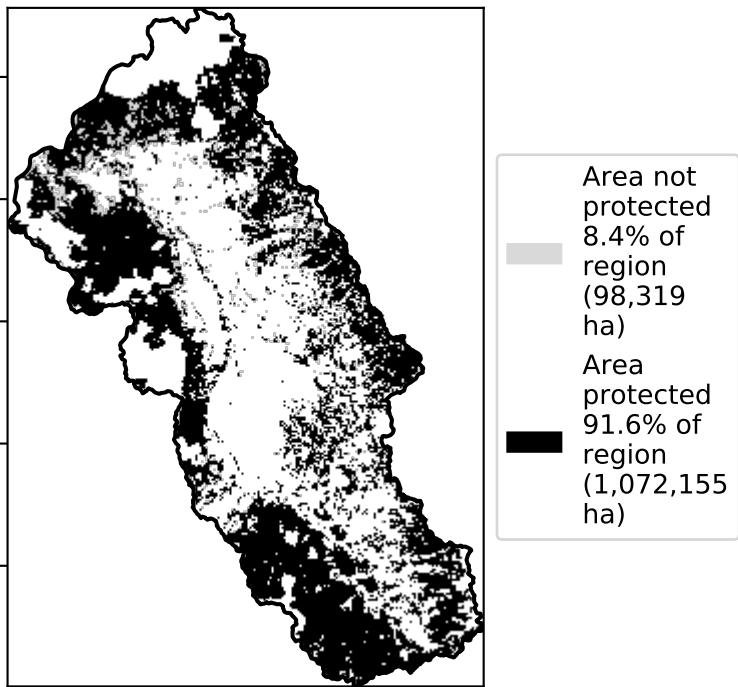 Area not
protected
8.4% of
region
(98,319
ha)
Area
protected
91.6% of
region
(1,072,155
ha)